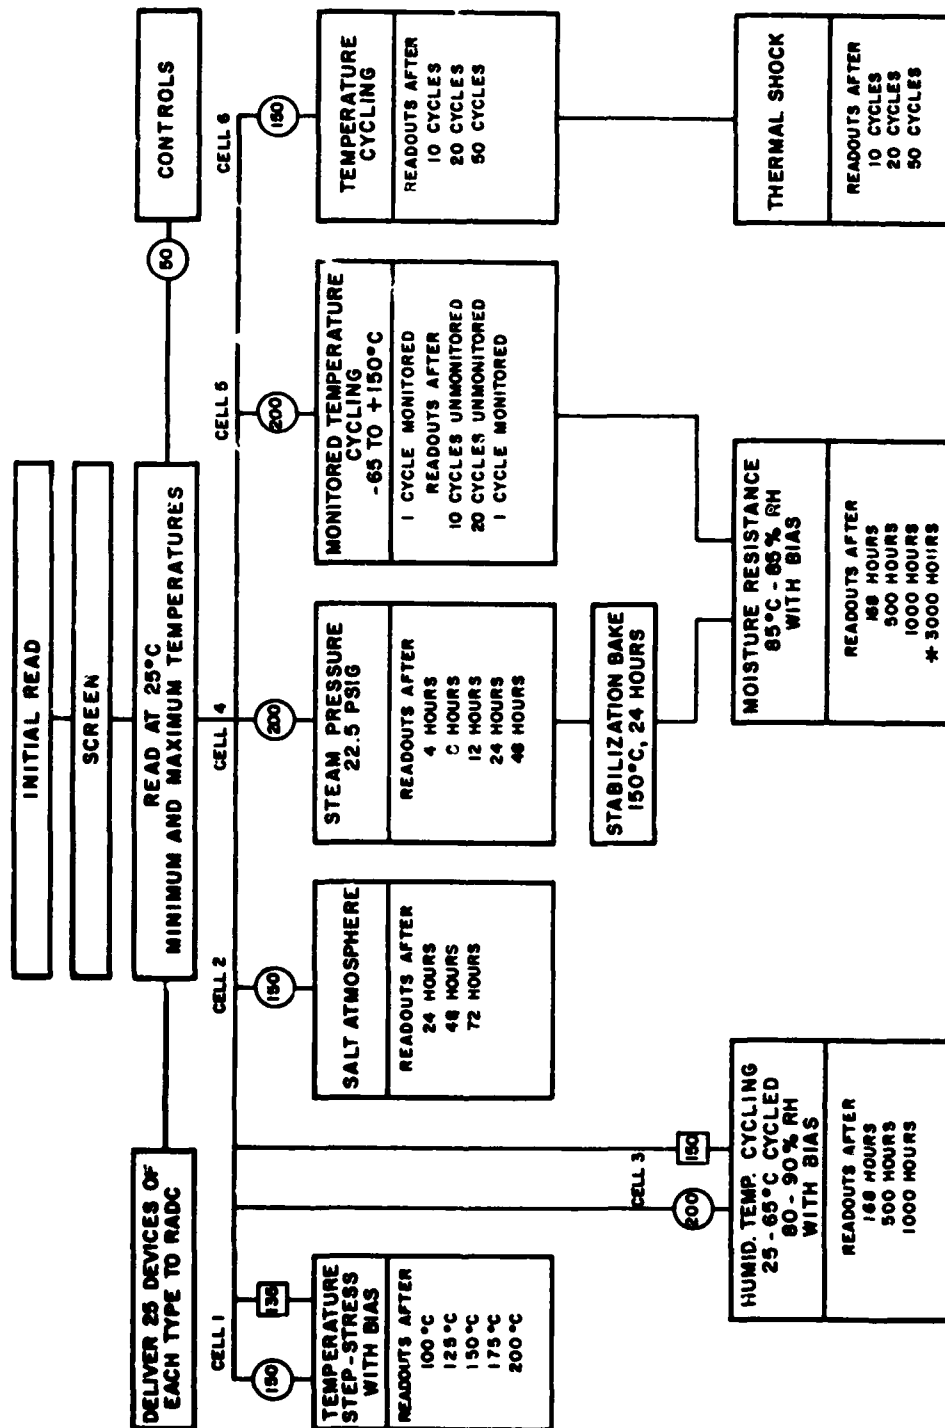 INITIAL READ
SCREEN
DELIVER 25 DEVICES OF
EACH TYPE TO RADC
READ AT 25°C
MINIMUM AND MAXIMUM TEMPERATURES
50
CONTROLS
CELL 1
150
135
TEMPERATURE
STEP-STRESS
WITH BIAS
READOUTS AFTER
100°C
125°C
150°C
175°C
200°C
CELL 2
150
SALT ATMOSPHERE
READOUTS AFTER
24 HOURS
48 HOURS
72 HOURS
CELL 4
200
STEAM PRESSURE
22.5 PSIG
READOUTS AFTER
4 HOURS
HOURS
12 HOURS
24 HOURS
48 HOURS
CELL 5
200
MONITORED TEMPERATURE
CYCLING
-65 TO +150°C
1 CYCLE MONITORED
READOUTS AFTER
10 CYCLES UNMONITORED
20 CYCLES UNMONITORED
1 CYCLE MONITORED
CELL 6
150
TEMPERATURE
CYCLING
READOUTS AFTER
10 CYCLES
20 CYCLES
50 CYCLES
STABILIZATION BAKE
150°C, 24 HOURS
CELL 3
200
150
HUMID. TEMP. CYCLING
25-65°C CYCLED
80-90% RH
WITH BIAS
READOUTS AFTER
168 HOURS
500 HOURS
1000 HOURS
MOISTURE RESISTANCE
85°C-85% RH
WITH BIAS
READOUTS AFTER
168 HOURS
500 HOURS
1000 HOURS
* 3000 HOURS
THERMAL SHOCK
READOUTS AFTER
10 CYCLES
20 CYCLES
50 CYCLES